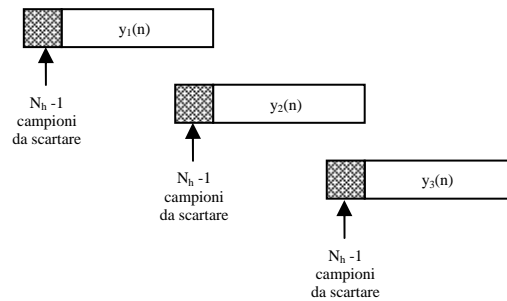 y1(n)
Nh -1
campioni
da scartare
y2(n)
Nh -1
campioni
da scartare
y3(n)
Nh -1
campioni
da scartare